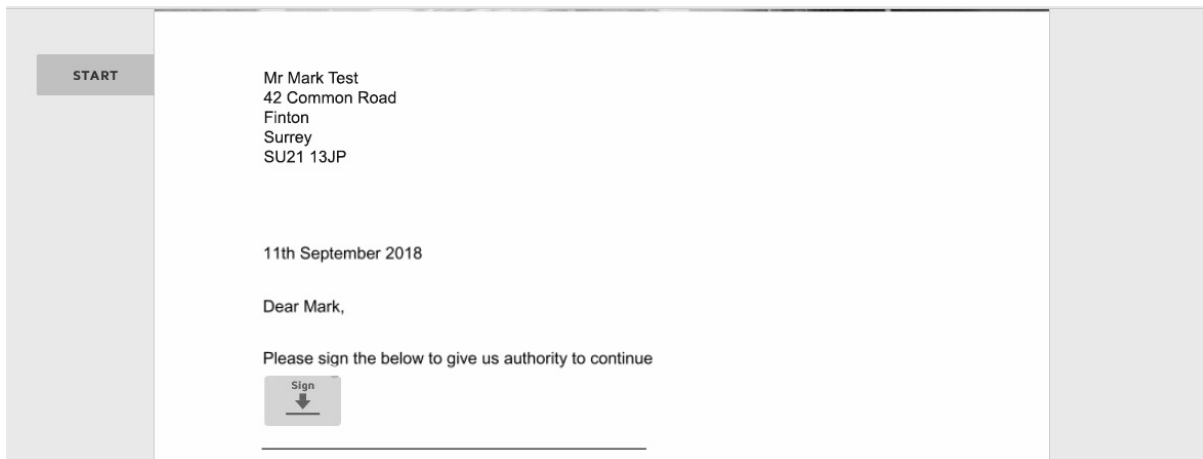 START
Mr Mark Test
42 Common Road
Finton
Surrey
SU21 13JP
11th September 2018
Dear Mark,
Please sign the below to give us authority to continue
Sign